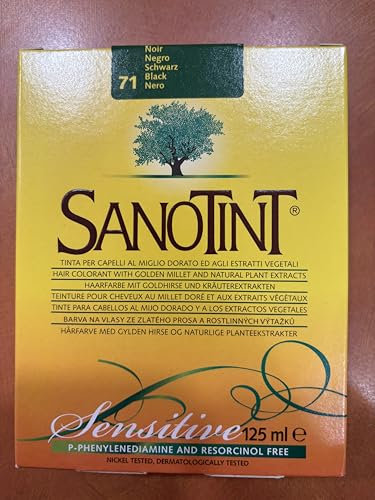 Noir
Negro
Schwarz
71 Black
Nero
SANOTINT®
TINTA PER CAPELLI AL MIGLIO DORATO ED AGLI ESTRATTI VEGETALI
HAIR COLORANT WITH GOLDEN MILLET AND NATURAL PLANT EXTRACTS
HAARFARBE MIT GOLDHIRSE UND KRÄUTEREXTRAKTEN
TEINTURE POUR CHEVEUX AU MILLET DORÉ ET AUX EXTRAITS VÉGÉTAUX
TINTE PARA CABELLOS AL MIJO DORADO Y A LOS EXTRACTOS VEGETALES
BARVA NA VLASY ZE ZLATÉHO PROSA A ROSTLINNÝCH VÝTAŽKŮ
HÅRFARVE MED GYLDEN HIRSE OG NATURLIGE PLANTEEKSTRAKTER
Sensitive 125 ml e
P-PHENYLENEDIAMINE AND RESORCINOL FREE
NICKEL TESTED, DERMATOLOGICALLY TESTED